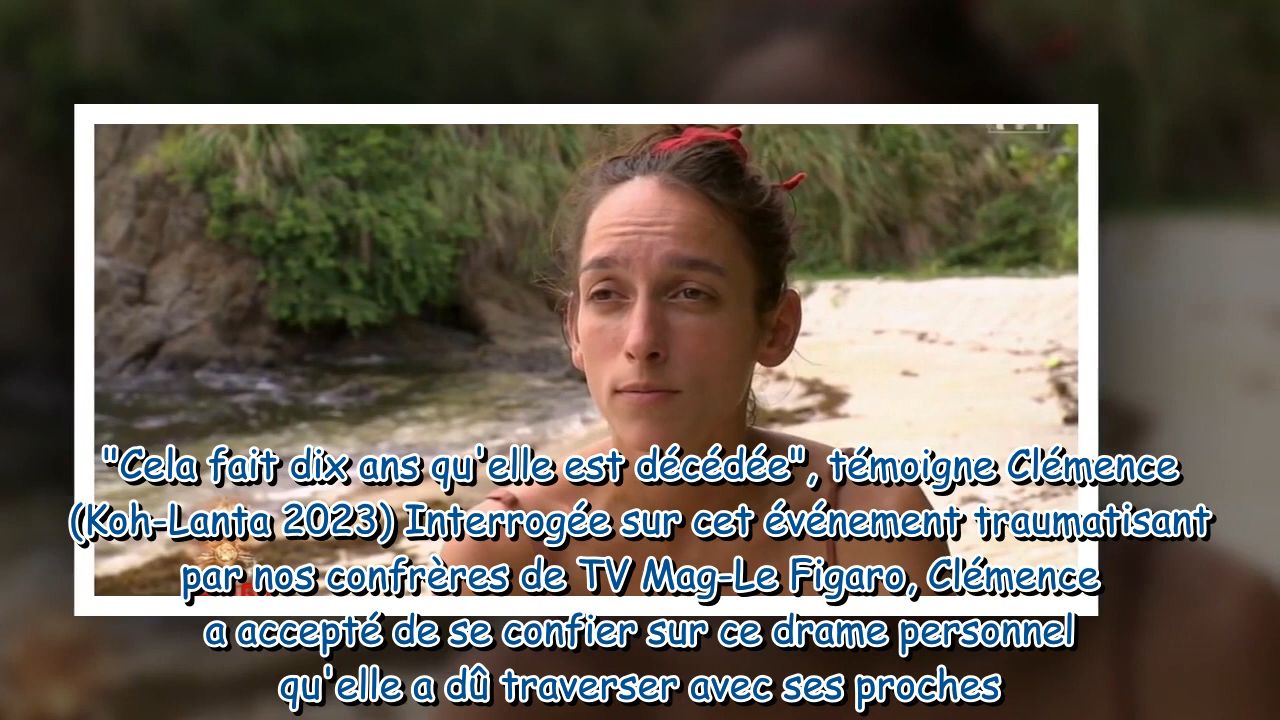 "Cela fait dix ans qu'elle est décédée", témoigne Clémence
(Koh-Lanta 2023) Interrogée sur cet événement traumatisant
par nos confrères de TV Mag-Le Figaro, Clémence
a accepté de se confier sur ce drame personnel
qu'elle a dû traverser avec ses proches